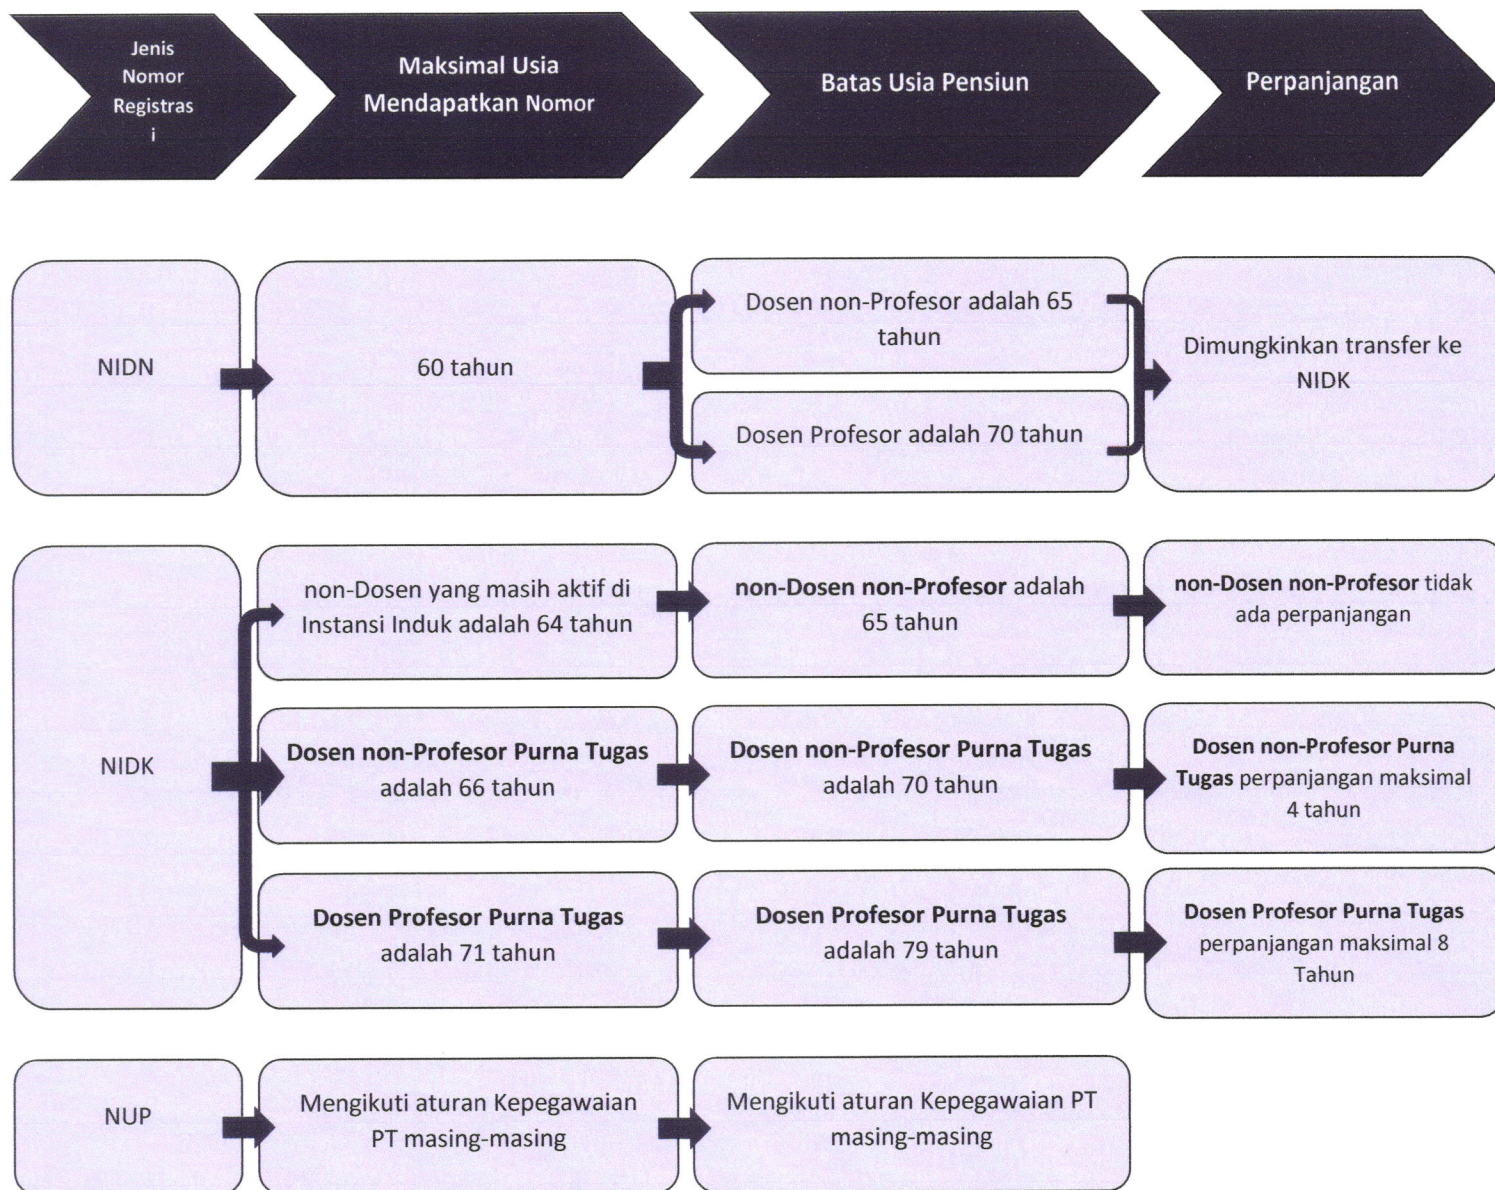 Jenis
Nomor
Registras
i
Maksimal Usia
Mendapatkan Nomor
Batas Usia Pensiun
Perpanjangan
NIDN
60 tahun
Dosen non-Profesor adalah 65
tahun
Dosen Profesor adalah 70 tahun
Dimungkinkan transfer ke
NIDK
NIDK
non-Dosen yang masih aktif di
Instansi Induk adalah 64 tahun
non-Dosen non-Profesor adalah
65 tahun
non-Dosen non-Profesor tidak
ada perpanjangan
Dosen non-Profesor Purna Tugas
adalah 66 tahun
Dosen non-Profesor Purna Tugas
adalah 70 tahun
Dosen non-Profesor Purna
Tugas perpanjangan maksimal
4 tahun
Dosen Profesor Purna Tugas
adalah 71 tahun
Dosen Profesor Purna Tugas
adalah 79 tahun
Dosen Profesor Purna Tugas
perpanjangan maksimal 8
Tahun
NUP
Mengikuti aturan Kepegawaian
PT masing-masing
Mengikuti aturan Kepegawaian PT
masing-masing